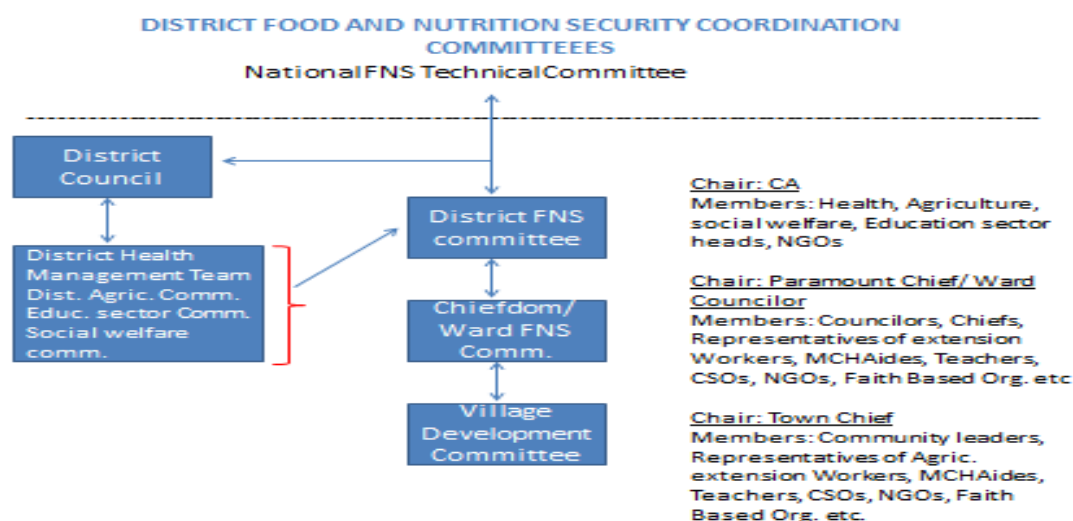 DISTRICT FOOD AND NUTRITION SECURITY COORDINATION
COMMITTEEES
National FNS Technical Committee
District
Council
District FNS
committee
District Health
Management Team
Dist. Agric. Comm.
Educ. sector Comm.
Social welfare
comm.
Chiefdom/
Ward FNS
Comm.
Village
Development
Committee
Chair: CA
Members: Health, Agriculture,
social welfare, Education sector
heads, NGOs
Chair: Paramount Chief/ Ward
Councilor
Members: Councilors, Chiefs,
Representatives of extension
Workers, MCHAides, Teachers,
CSOs, NGOs, Faith Based Org. etc
Chair: Town Chief
Members: Community leaders,
Representatives of Agric.
extension Workers, MCHAides,
Teachers, CSOs, NGOs, Faith
Based Org. etc.